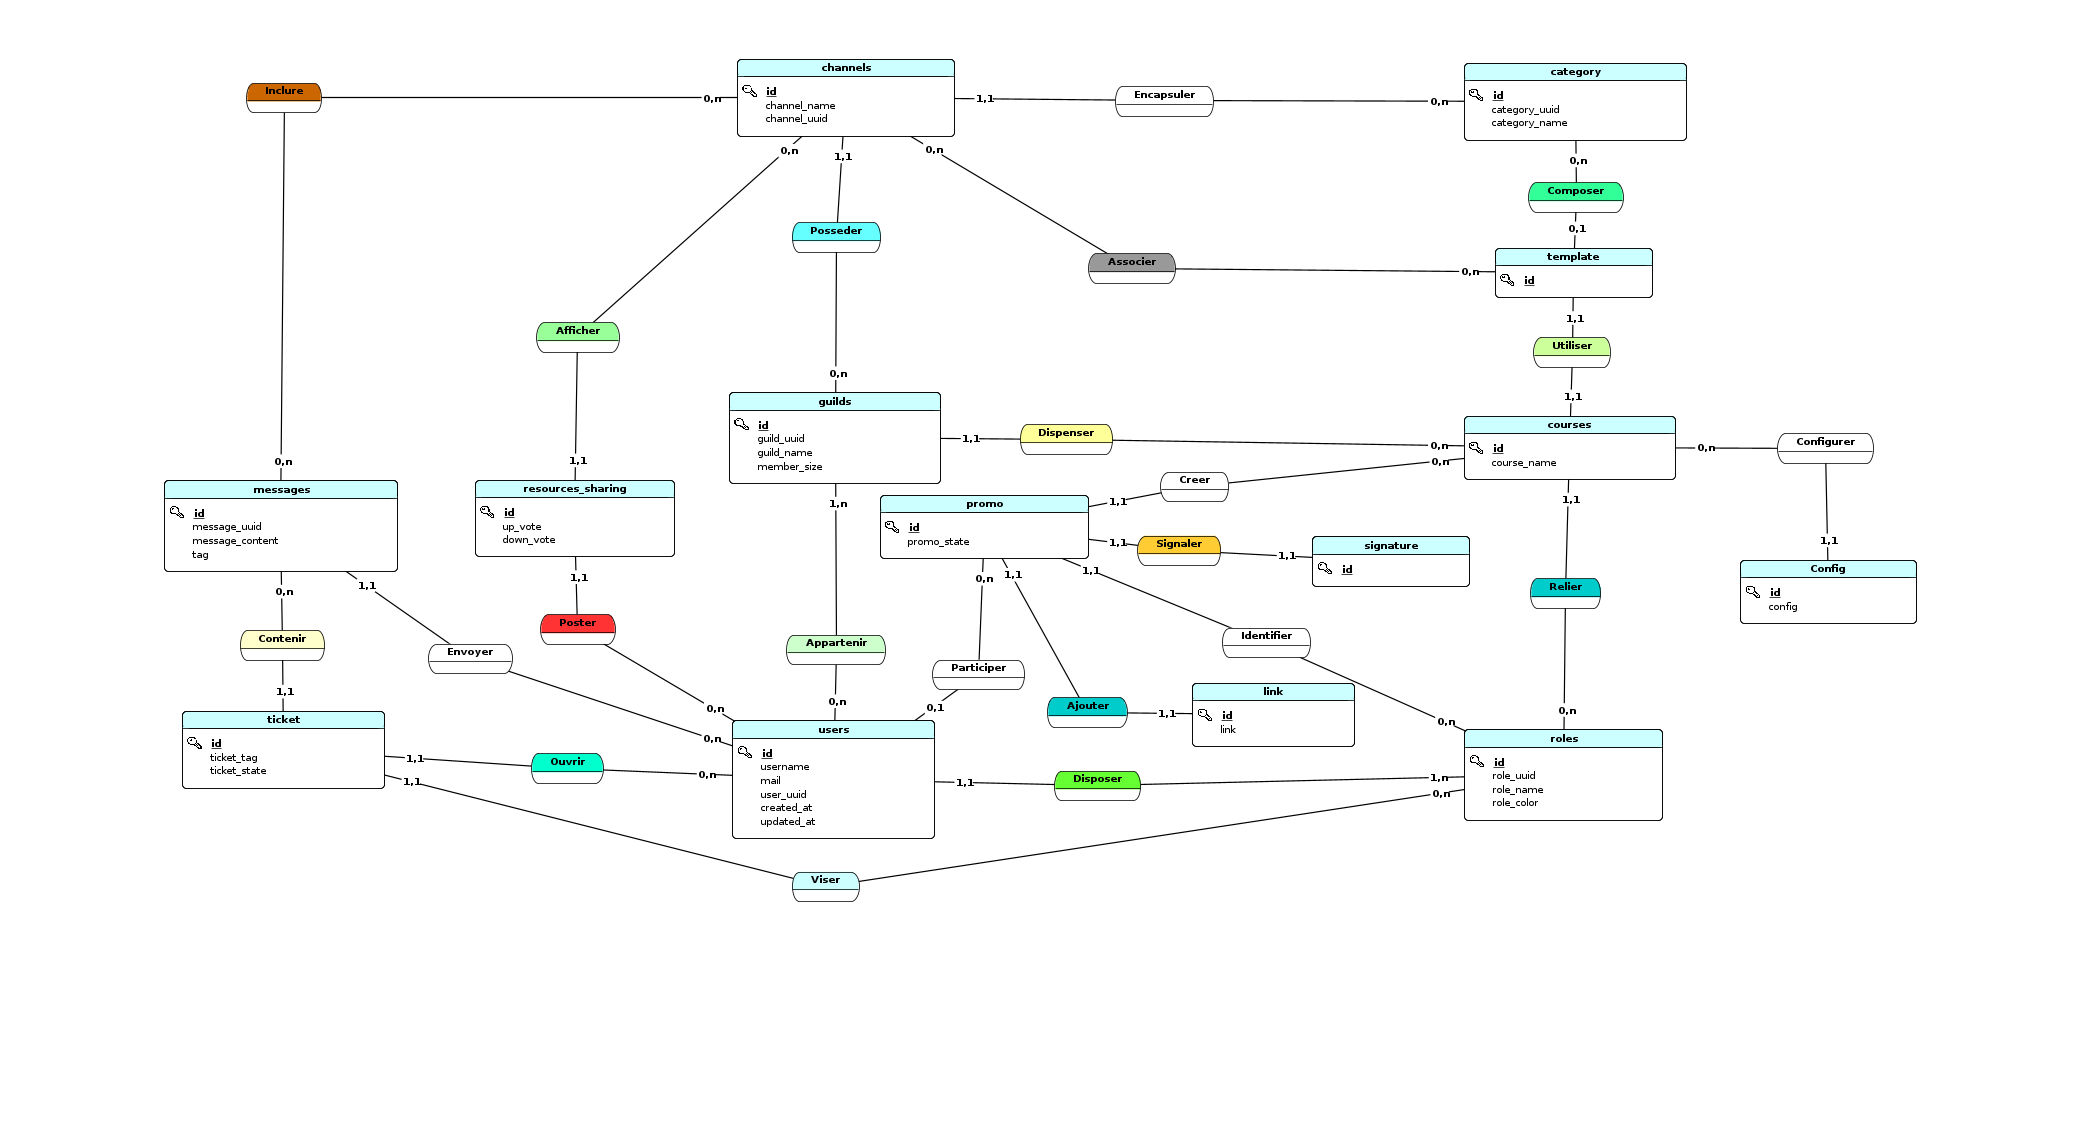 channels
id
channel_name
channel_uuid
category
id
category_uuid
category_name
Inclure
0,n
1,1
Encapsuler
0,n
0,n
1,1
0,n
0,n
Composer
0,1
Posseder
Associer
0,n
template
id
1,1
Afficher
Utiliser
0,n
1,1
guilds
id
guild_uuid
guild_name
member_size
1,1
Dispenser
0,n
courses
id
course_name
0,n
Configurer
0,n
1,1
0,n
Creer
1,1
1,1
messages
id
message_uuid
message_content
tag
resources_sharing
id
up_vote
down_vote
1,n
promo
id
promo_state
1,1
Signaler
1,1
signature
id
1,1
Config
id
config
0,n
1,1
1,1
0,n
1,1
1,1
Relier
Contenir
Envoyer
Poster
Appartenir
Participer
Identifier
1,1
0,n
0,n
0,1
Ajouter
1,1
link
id
link
0,n
0,n
ticket
id
ticket_tag
ticket_state
0,n
users
id
username
mail
user_uuid
created_at
updated_at
roles
id
role_uuid
role_name
role_color
1,1
Ouvrir
0,n
1,1
Disposer
1,n
1,1
0,n
Viser